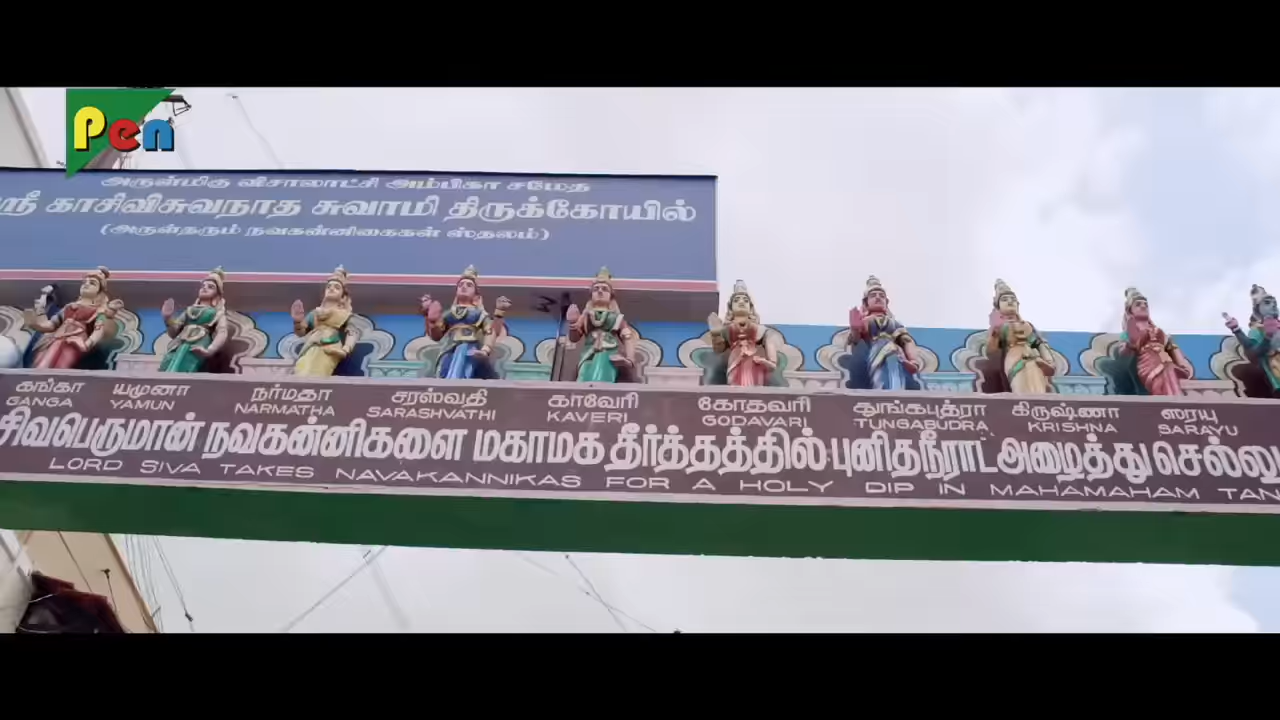 Pen
அருள்மிகு விசாலாட்சி அம்பிகா சமேத
ஸ்ரீ காசிவிசுவநாத சுவாமி திருக்கோயில்
(அருள்தரும் நவகன்னிகைகள் ஸ்தலம்)
கங்கா யமுனா நர்மதா சரஸ்வதி காவேரி கோதவரி துங்கபுத்ரா கிருஷ்ணா ஸரயு
GANGA YAMUN NARMATHA SARASHVATHI KAVERI GODAVARI TUNGABUDRA KRISHNA SARAYU
சிவபெருமான் நவகன்னிகளை மகாமக தீர்த்தத்தில் புனிதநீராட அழைத்து செல்லு
LORD SIVA TAKES NAVAKANNIKAS FOR A HOLY DIP IN MAHAMAHAM TAN